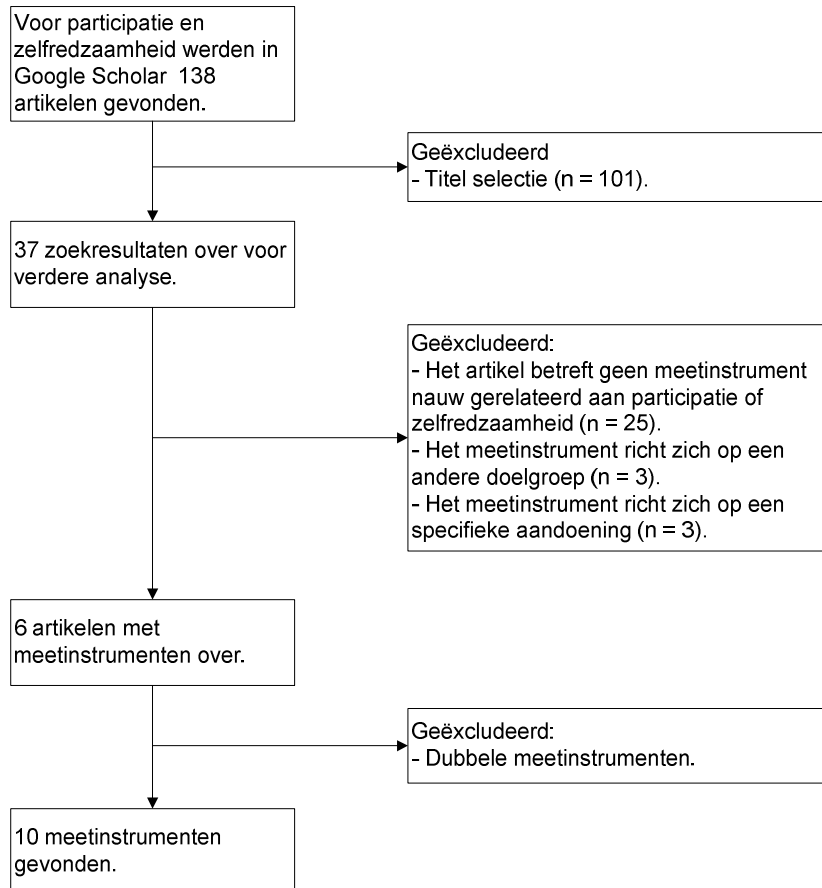 Voor participatie en
zelfredzaamheid werden in
Google Scholar 138
artikelen gevonden.
Geëxcludeerd
- Titel selectie (n = 101).
37 zoekresultaten over voor
verdere analyse.
Geëxcludeerd:
- Het artikel betreft geen meetinstrument
nauw gerelateerd aan participatie of
zelfredzaamheid (n = 25).
- Het meetinstrument richt zich op een
andere doelgroep (n = 3).
- Het meetinstrument richt zich op een
specifieke aandoening (n = 3).
6 artikelen met
meetinstrumenten over.
Geëxcludeerd:
- Dubbele meetinstrumenten.
10 meetinstrumenten
gevonden.